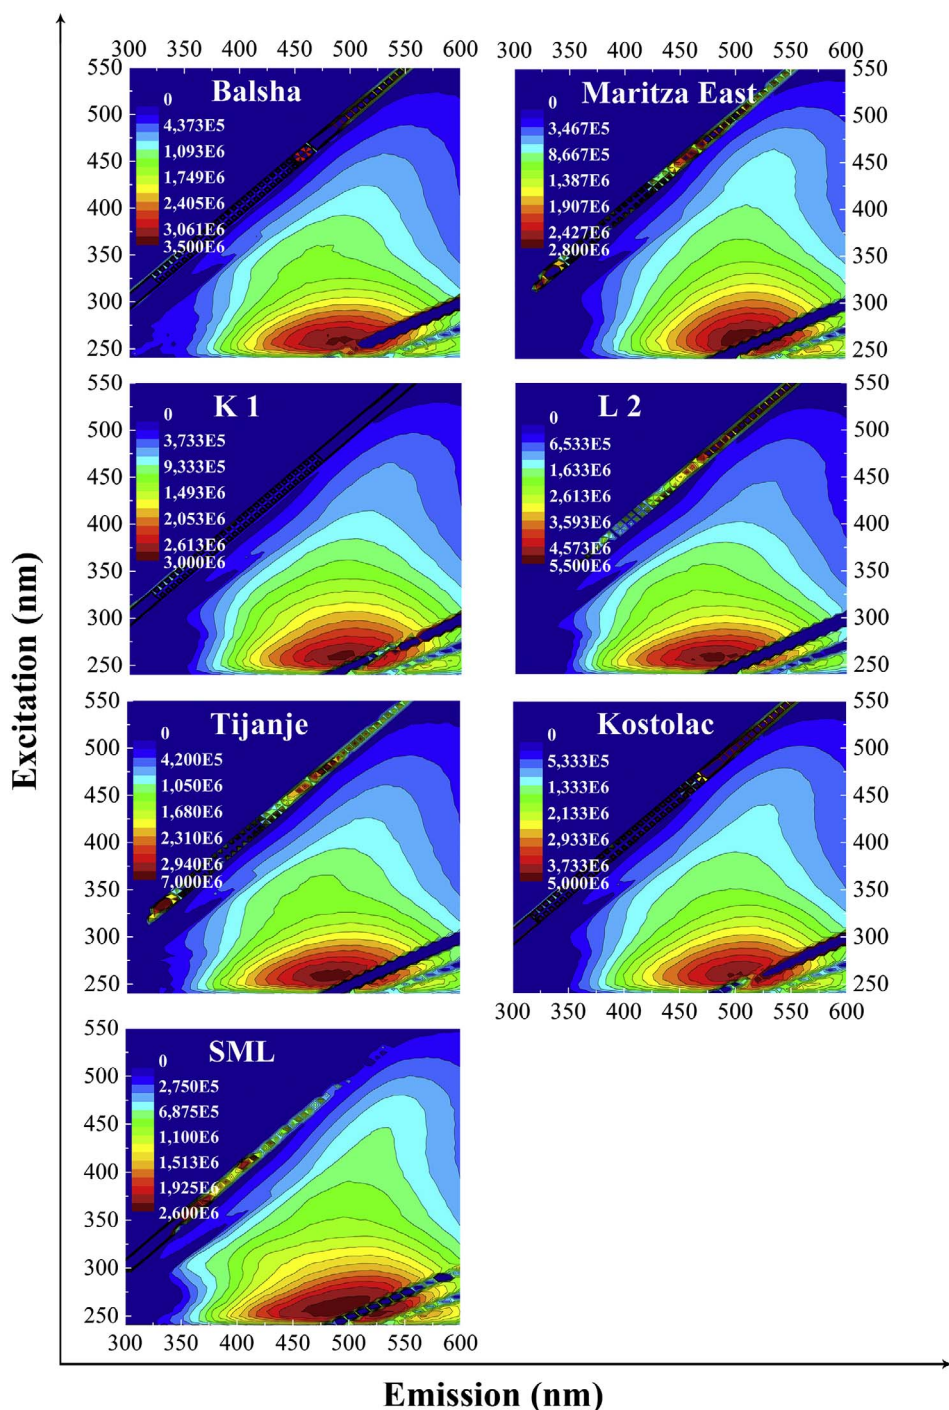 300 350 400 450 500 550 600
300 350 400 450 500 550 600
550
500
450
400
350
300
250
Balsha
0
4,373E5
1,093E6
1,749E6
2,405E6
3,061E6
3,500E6
Maritza East
0
3,467E5
8,667E5
1,387E6
1,907E6
2,427E6
2,800E6
550
500
450
400
350
300
250
550
500
450
400
350
300
250
K 1
0
3,733E5
9,333E5
1,493E6
2,053E6
2,613E6
3,000E6
L 2
0
6,533E5
1,633E6
2,613E6
3,593E6
4,573E6
5,500E6
550
500
450
400
350
300
250
550
500
450
400
350
300
250
Tijanje
0
4,200E5
1,050E6
1,680E6
2,310E6
2,940E6
7,000E6
Kostolac
0
5,333E5
1,333E6
2,133E6
2,933E6
3,733E6
5,000E6
550
500
450
400
350
300
250
300 350 400 450 500 550 600
550
500
450
400
350
300
250
SML
0
2,750E5
6,875E5
1,100E6
1,513E6
1,925E6
2,600E6
300 350 400 450 500 550 600
Excitation (nm)
Emission (nm)